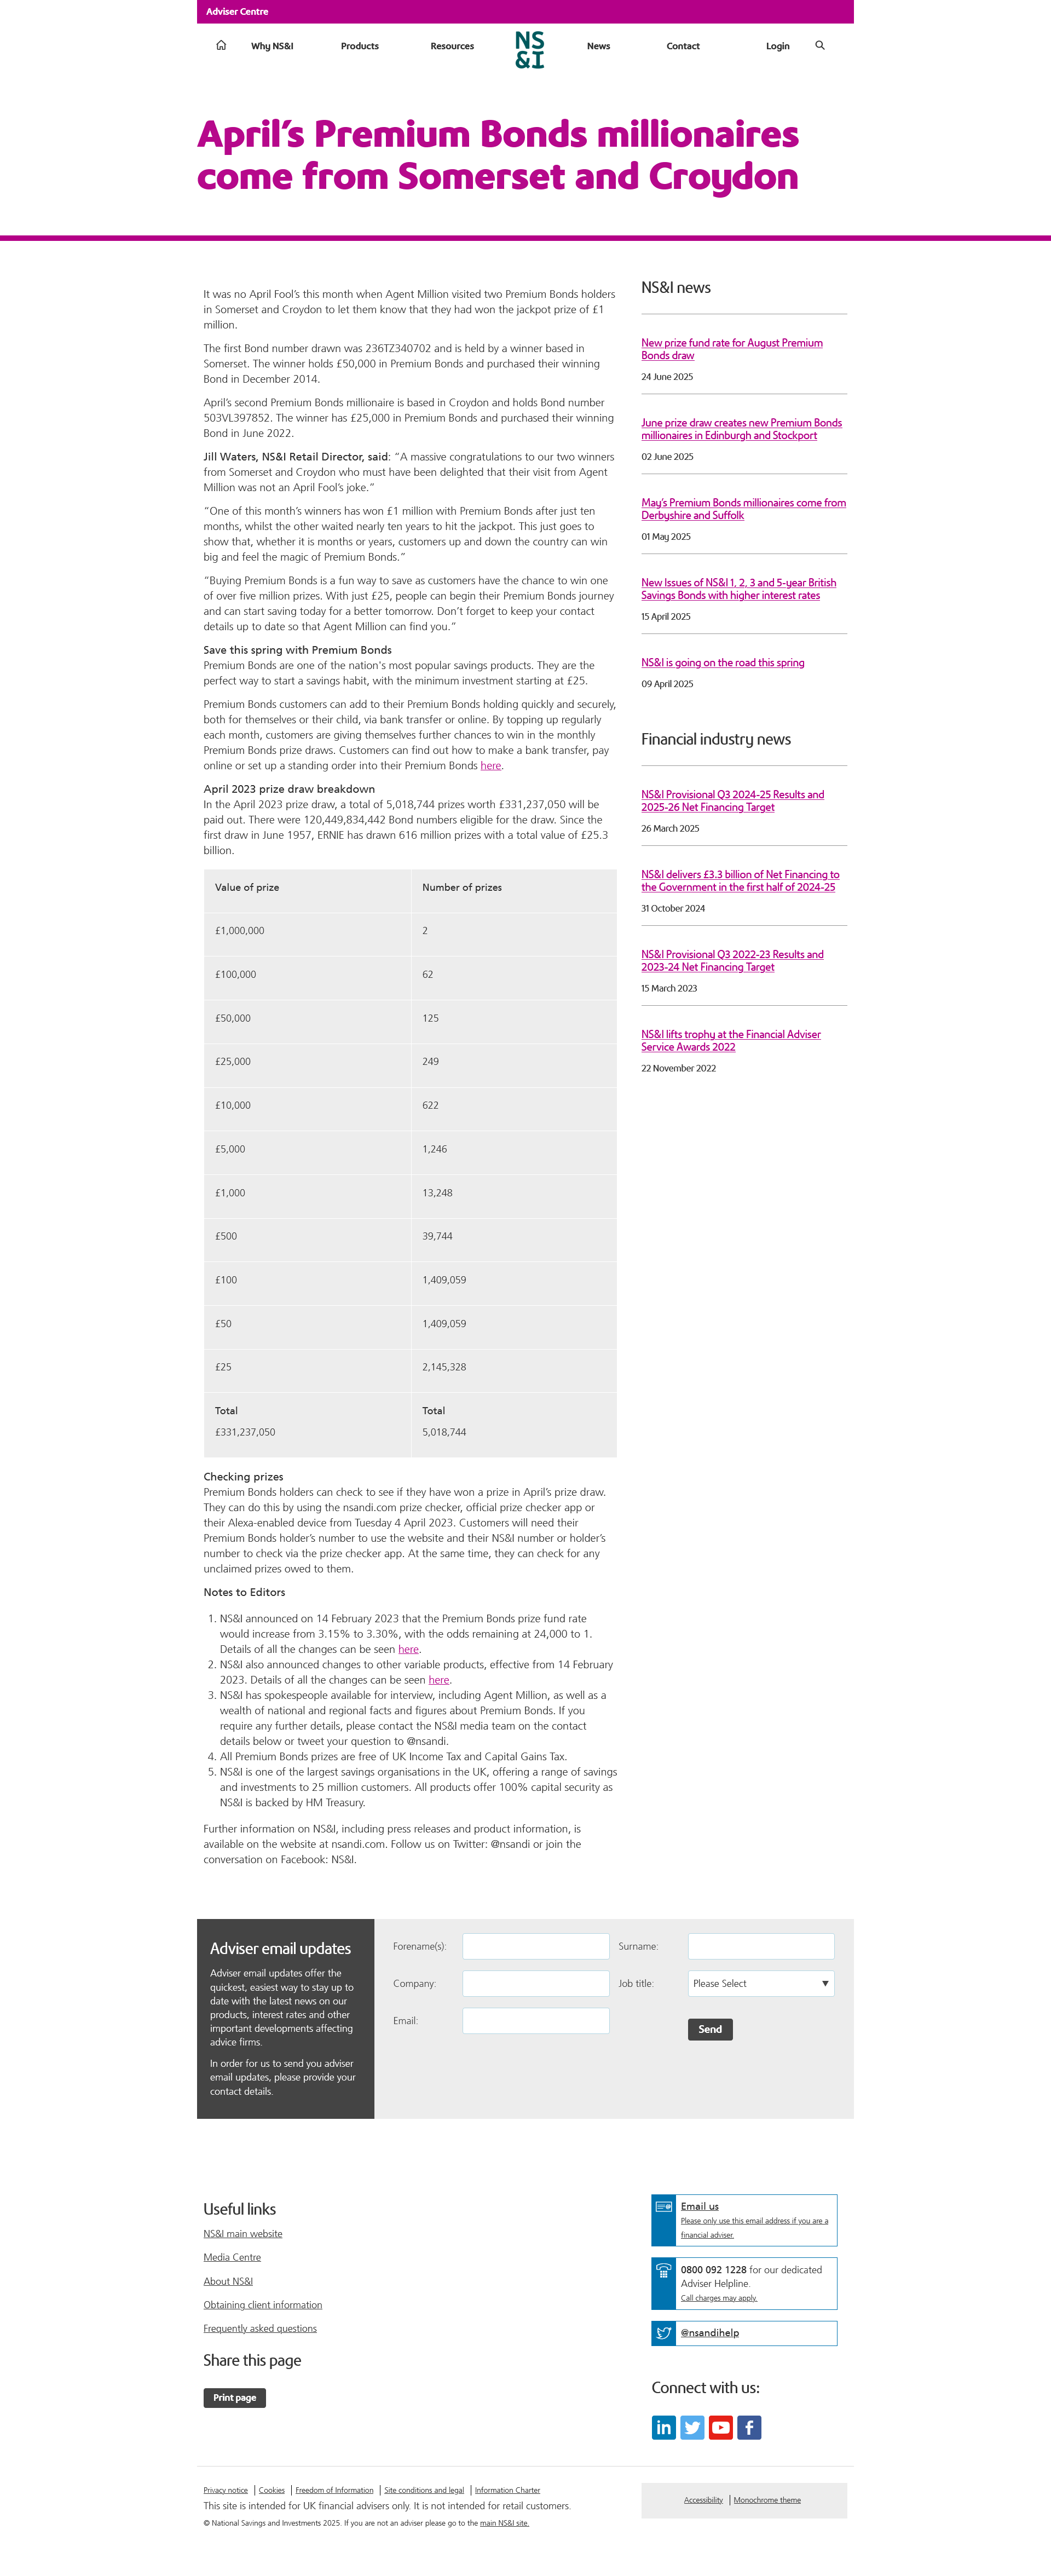 Adviser Centre
Why NS&I
Products
Resources
NS
&I
News
Contact
Login
April's Premium Bonds millionaires
come from Somerset and Croydon
It was no April Fool's this month when Agent Million visited two Premium Bonds holders
in Somerset and Croydon to let them know that they had won the jackpot prize of £1
million.
The first Bond number drawn was 236TZ340702 and is held by a winner based in
Somerset. The winner holds £50,000 in Premium Bonds and purchased their winning
Bond in December 2014.
April's second Premium Bonds millionaire is based in Croydon and holds Bond number
503VL397852. The winner has £25,000 in Premium Bonds and purchased their winning
Bond in June 2022.
Jill Waters, NS&I Retail Director, said: "A massive congratulations to our two winners
from Somerset and Croydon who must have been delighted that their visit from Agent
Million was not an April Fool's joke."
"One of this month's winners has won £1 million with Premium Bonds after just ten
months, whilst the other waited nearly ten years to hit the jackpot. This just goes to
show that, whether it is months or years, customers up and down the country can win
big and feel the magic of Premium Bonds."
"Buying Premium Bonds is a fun way to save as customers have the chance to win one
of over five million prizes. With just £25, people can begin their Premium Bonds journey
and can start saving today for a better tomorrow. Don't forget to keep your contact
details up to date so that Agent Million can find you."
Save this spring with Premium Bonds
Premium Bonds are one of the nation's most popular savings products. They are the
perfect way to start a savings habit, with the minimum investment starting at £25.
Premium Bonds customers can add to their Premium Bonds holding quickly and securely,
both for themselves or their child, via bank transfer or online. By topping up regularly
each month, customers are giving themselves further chances to win in the monthly
Premium Bonds prize draws. Customers can find out how to make a bank transfer, pay
online or set up a standing order into their Premium Bonds here.
April 2023 prize draw breakdown
In the April 2023 prize draw, a total of 5,018,744 prizes worth £331,237,050 will be
paid out. There were 120,449,834,442 Bond numbers eligible for the draw. Since the
first draw in June 1957, ERNIE has drawn 616 million prizes with a total value of £25.3
billion.
Value of prize Number of prizes
£1,000,000 2
£100,000 62
£50,000 125
£25,000 249
£10,000 622
£5,000 1,246
£1,000 13,248
£500 39,744
£100 1,409,059
£50 1,409,059
£25 2,145,328
Total Total
£331,237,050 5,018,744
Checking prizes
Premium Bonds holders can check to see if they have won a prize in April's prize draw.
They can do this by using the nsandi.com prize checker, official prize checker app or
their Alexa-enabled device from Tuesday 4 April 2023. Customers will need their
Premium Bonds holder's number to use the website and their NS&I number or holder's
number to check via the prize checker app. At the same time, they can check for any
unclaimed prizes owed to them.
Notes to Editors
1. NS&I announced on 14 February 2023 that the Premium Bonds prize fund rate
would increase from 3.15% to 3.30%, with the odds remaining at 24,000 to 1.
Details of all the changes can be seen here.
2. NS&I also announced changes to other variable products, effective from 14 February
2023. Details of all the changes can be seen here.
3. NS&I has spokespeople available for interview, including Agent Million, as well as a
wealth of national and regional facts and figures about Premium Bonds. If you
require any further details, please contact the NS&I media team on the contact
details below or tweet your question to @nsandi.
4. All Premium Bonds prizes are free of UK Income Tax and Capital Gains Tax.
5. NS&I is one of the largest savings organisations in the UK, offering a range of savings
and investments to 25 million customers. All products offer 100% capital security as
NS&I is backed by HM Treasury.
Further information on NS&I, including press releases and product information, is
available on the website at nsandi.com. Follow us on Twitter: @nsandi or join the
conversation on Facebook: NS&I.
NS&I news
New prize fund rate for August Premium
Bonds draw
24 June 2025
June prize draw creates new Premium Bonds
millionaires in Edinburgh and Stockport
02 June 2025
May's Premium Bonds millionaires come from
Derbyshire and Suffolk
01 May 2025
New Issues of NS&I 1, 2, 3 and 5-year British
Savings Bonds with higher interest rates
15 April 2025
NS&I is going on the road this spring
09 April 2025
Financial industry news
NS&I Provisional Q3 2024-25 Results and
2025-26 Net Financing Target
26 March 2025
NS&I delivers £3.3 billion of Net Financing to
the Government in the first half of 2024-25
31 October 2024
NS&I Provisional Q3 2022-23 Results and
2023-24 Net Financing Target
15 March 2023
NS&I lifts trophy at the Financial Adviser
Service Awards 2022
22 November 2022
Adviser email updates
Adviser email updates offer the
quickest, easiest way to stay up to
date with the latest news on our
products, interest rates and other
important developments affecting
advice firms.
In order for us to send you adviser
email updates, please provide your
contact details.
Forename(s):
Surname:
Company:
Job title:
Please Select
Email:
Send
Useful links
NS&I main website
Media Centre
About NS&I
Obtaining client information
Frequently asked questions
Share this page
Print page
Email us
Please only use this email address if you are a
financial adviser.
0800 092 1228 for our dedicated
Adviser Helpline.
Call charges may apply.
@nsandihelp
Connect with us:
Privacy notice | Cookies | Freedom of Information | Site conditions and legal | Information Charter
This site is intended for UK financial advisers only. It is not intended for retail customers.
© National Savings and Investments 2025. If you are not an adviser please go to the main NS&I site.
Accessibility | Monochrome theme